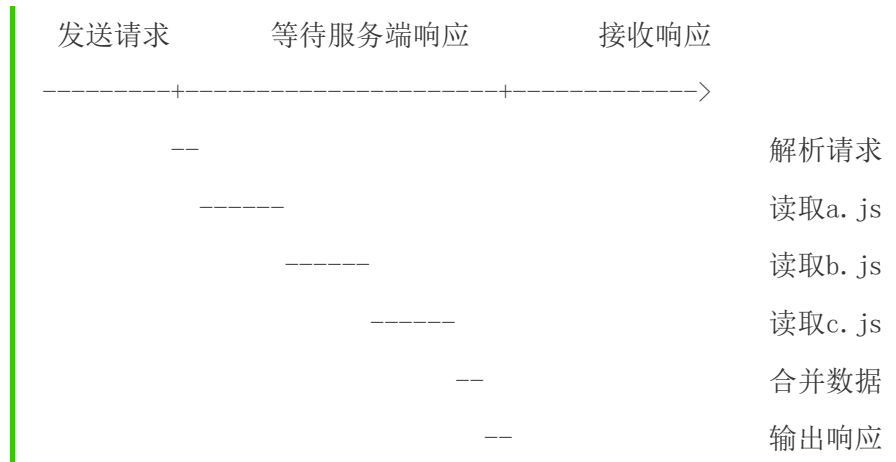 发送请求 等待服务端响应 接收响应
---------+----------------------+------------->
-- 解析请求
------ 读取a.js
------ 读取b.js
------ 读取c.js
-- 合并数据
-- 输出响应